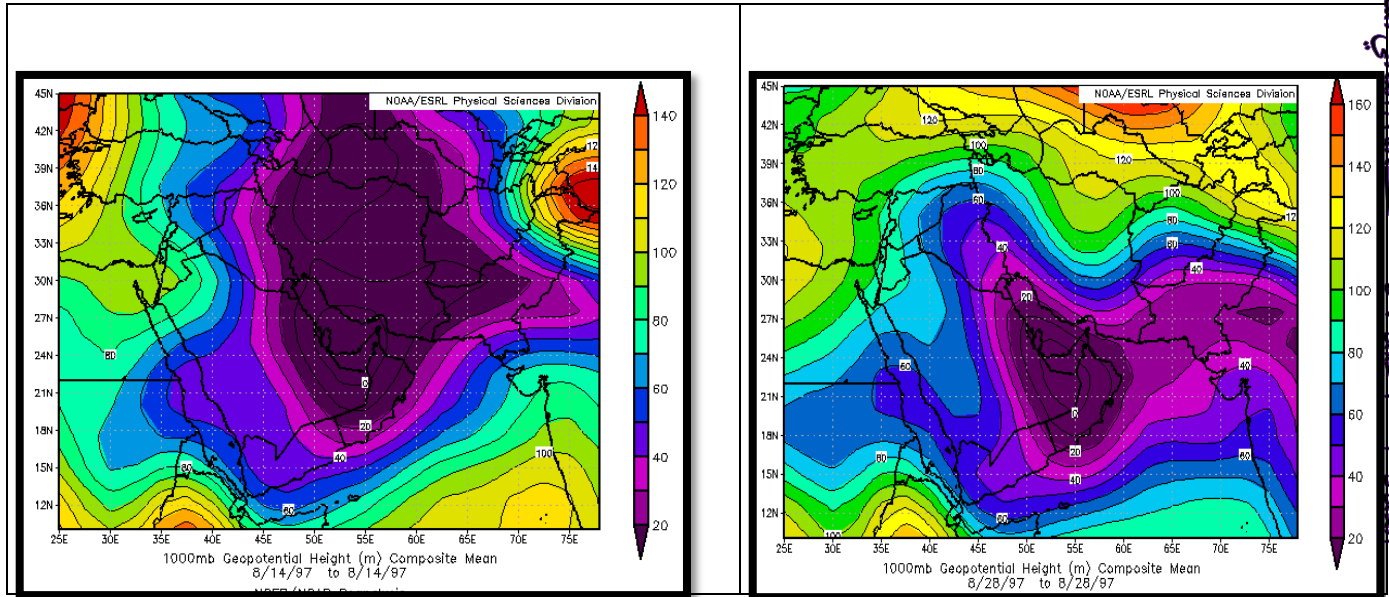 NOAA/ESRL Physical Sciences Division
45N
42N
39N
36N
33N
30N
27N
24N
21N
18N
15N
12N
25E 30E 35E 40E 45E 50E 55E 60E 65E 70E 75E
80
80
60
0
20
40
100
140
120
100
80
60
40
20
1000mb Geopotential Height (m) Composite Mean
8/14/97 to 8/14/97
NOAA/ESRL Physical Sciences Division
45N
42N
39N
36N
33N
30N
27N
24N
21N
18N
15N
12N
25E 30E 35E 40E 45E 50E 55E 60E 65E 70E 75E
120
100
80
60
40
20
120
100
80
60
40
60
80
100
0
20
40
60
40
60
160
140
120
100
80
60
40
20
1000mb Geopotential Height (m) Composite Mean
8/28/97 to 8/28/97